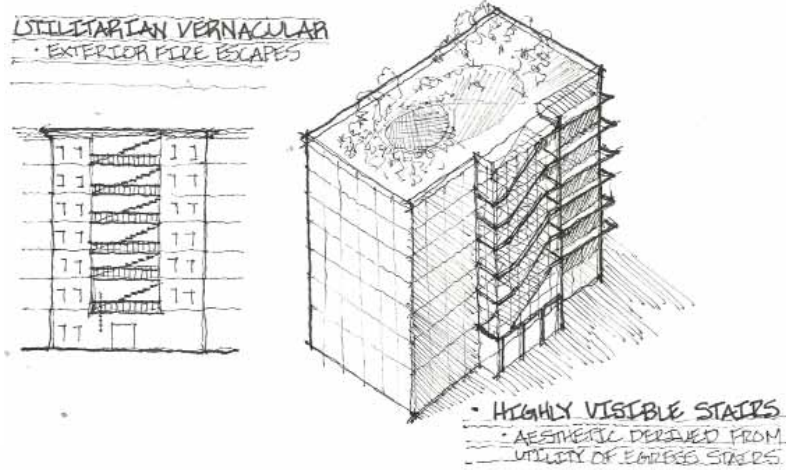 UTILITARIAN VERNACULAR
· EXTERIOR FIRE ESCAPES
· HIGHLY VISIBLE STAIRS
· AESTHETIC DERIVED FROM
UTILITY OF EGRESS STAIRS